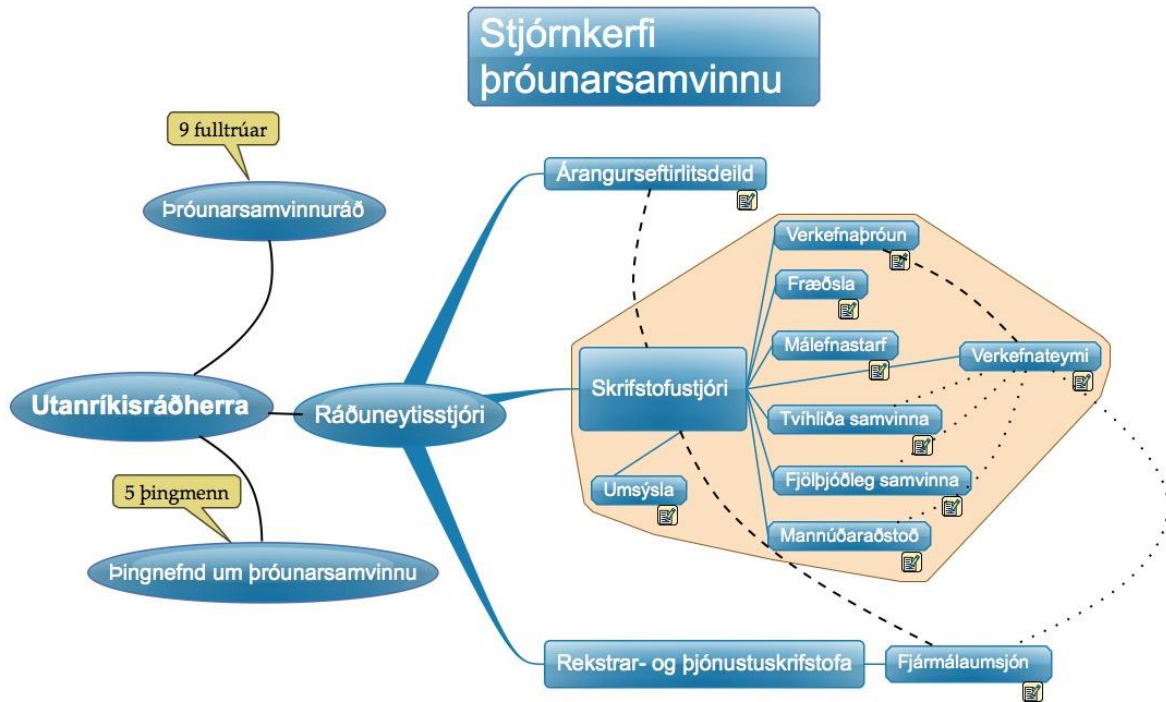 Stjórnkerfi
þróunarsamvinnu
9 fulltrúar
Þróunarsamvinnuráð
Utanríkisráðherra
5 þingmenn
Þingnefnd um þróunarsamvinnu
Ráðuneytisstjóri
Árangurseftirlitsdeild
Skrifstofustjóri
Umsýsla
Verkefnaþróun
Fræðsla
Málefnastarf
Verkefnateymi
Tvíhliða samvinna
Fjölþjóðleg samvinna
Mannúðaraðstoð
Rekstrar- og þjónustuskrifstofa
Fjármálaumsjón